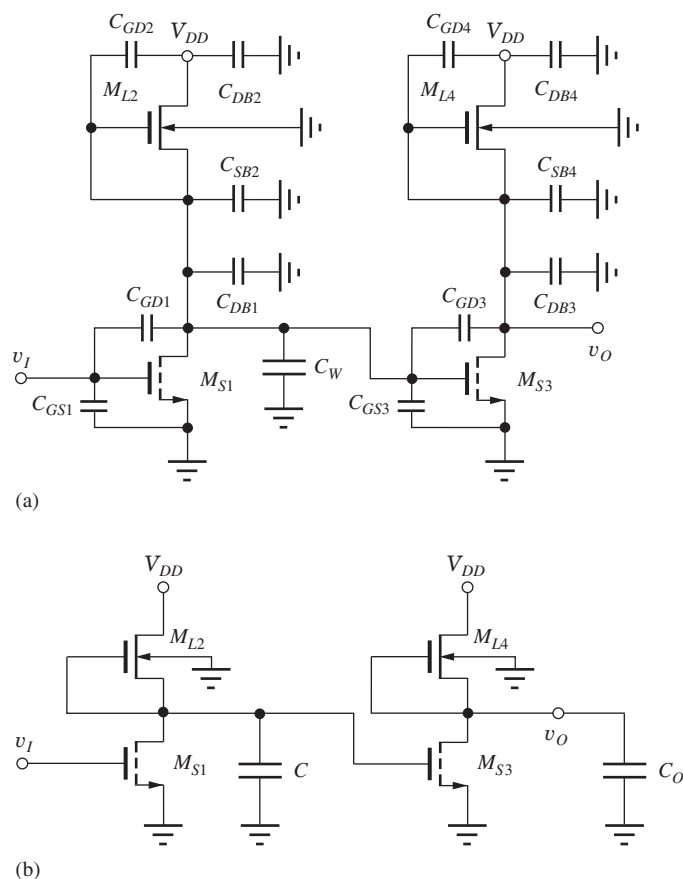 C_GD2 V_DD C_GD4 V_DD
M_L2 C_DB2 M_L4 C_DB4
C_SB2 C_SB4
C_GD1 C_DB1 C_GD3 C_DB3
v_I M_S1 C_W M_S3 v_O
C_GS1 C_GS3
(a)
V_DD V_DD
M_L2 M_L4
v_I M_S1 C M_S3 v_O C_O
(b)